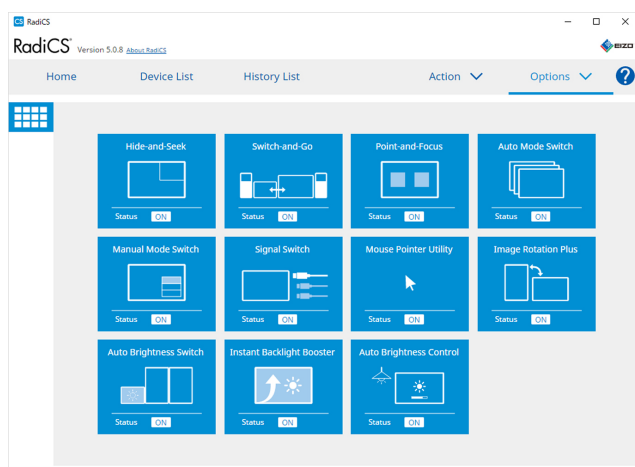 CS RadiCS
RadiCS® Version 5.0.8 About RadiCS
EIZO
Home Device List History List Action Options ?
Hide-and-Seek Switch-and-Go Point-and-Focus Auto Mode Switch
Status ON Status ON Status ON Status ON
Manual Mode Switch Signal Switch Mouse Pointer Utility Image Rotation Plus
Status ON Status ON Status ON Status ON
Auto Brightness Switch Instant Backlight Booster Auto Brightness Control
Status ON Status ON Status ON